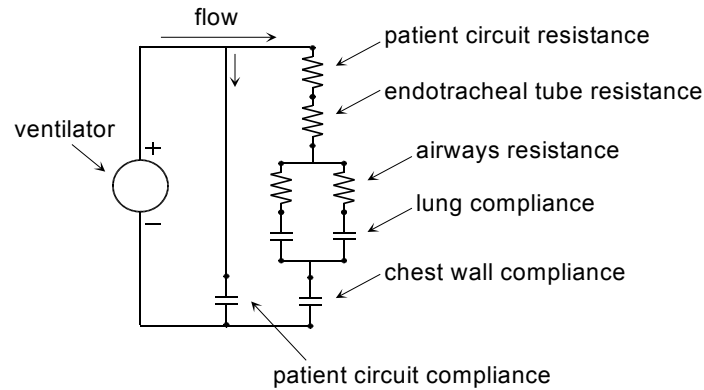 flow
patient circuit resistance
endotracheal tube resistance
ventilator
+
airways resistance
lung compliance
–
chest wall compliance
patient circuit compliance